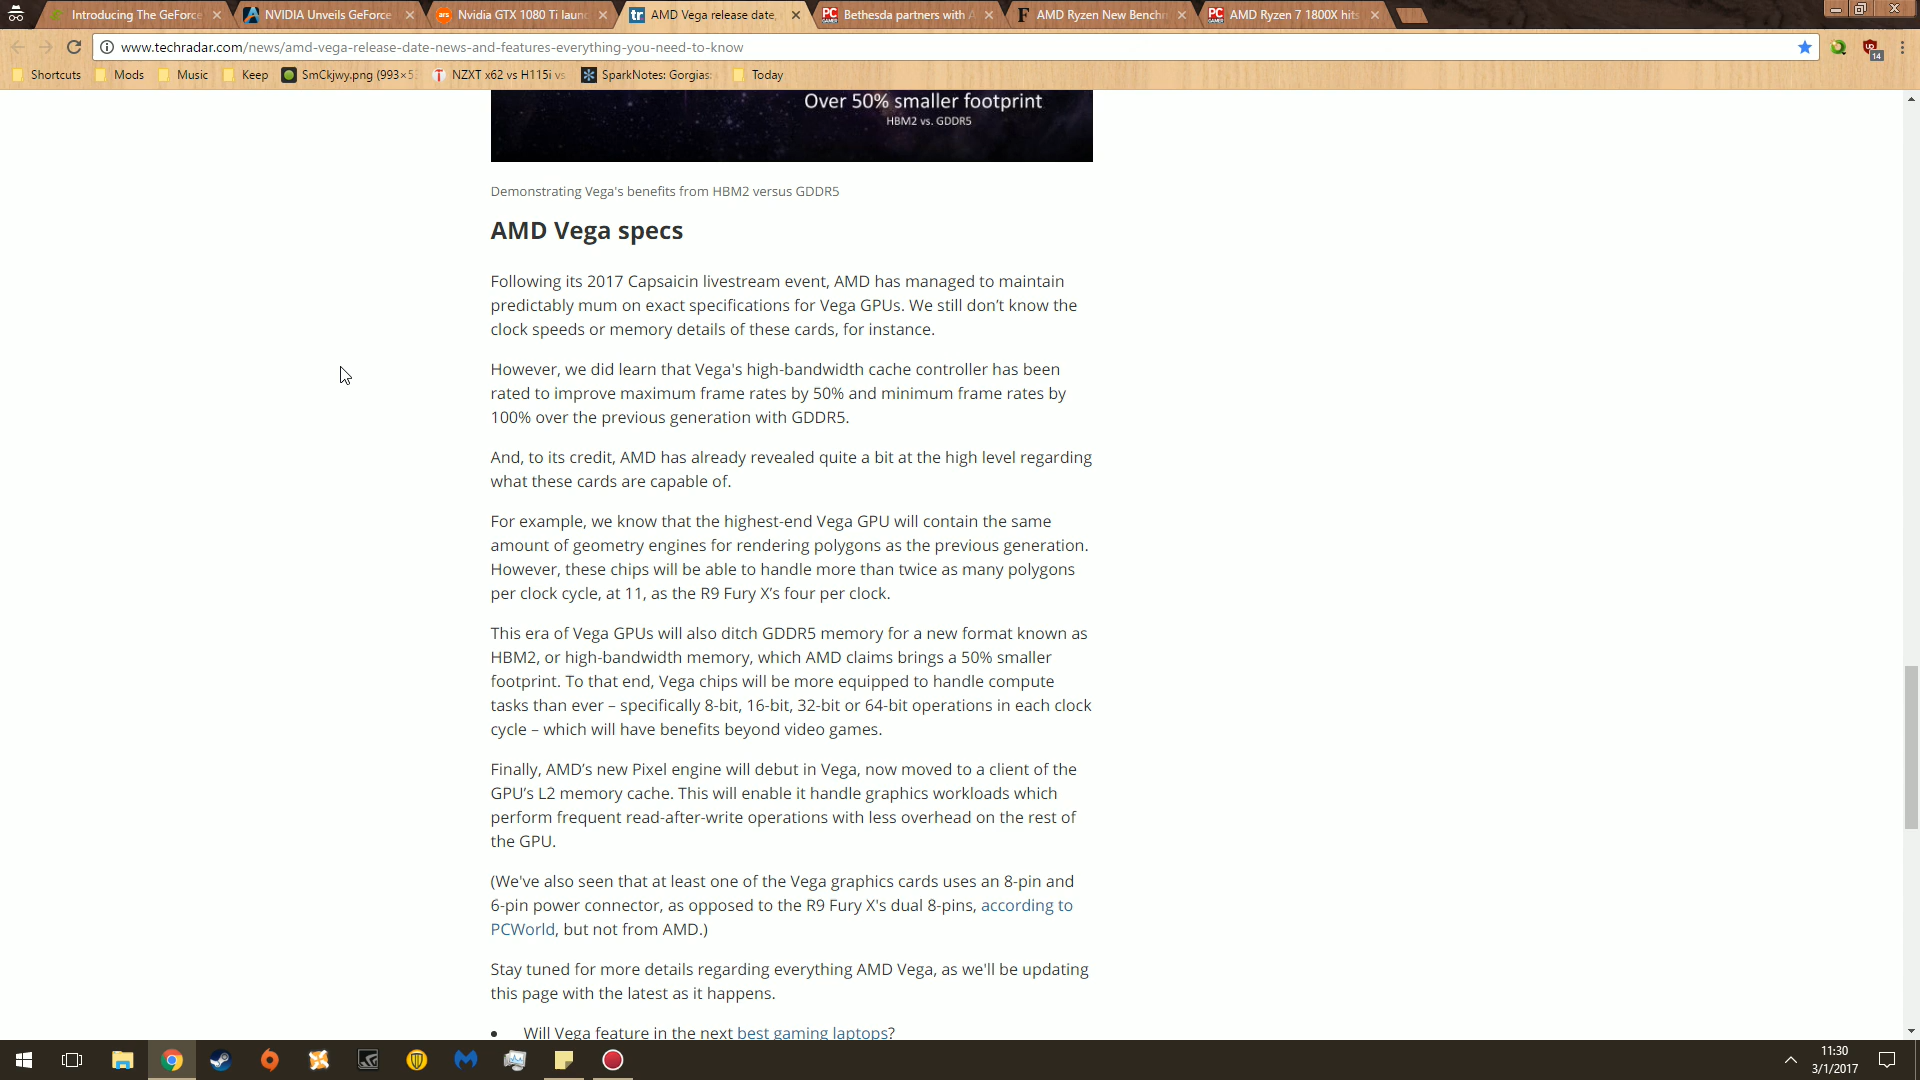 Introducing The GeForce
NVIDIA Unveils GeForce
Nvidia GTX 1080 Ti laun
AMD Vega release date,
Bethesda partners with A
AMD Ryzen New Benchm
AMD Ryzen 7 1800X hits
www.techradar.com/news/amd-vega-release-date-news-and-features-everything-you-need-to-know
14
Shortcuts
Mods
Music
Keep
SmCkjwy.png (993×5
NZXT x62 vs H115i vs
SparkNotes: Gorgias:
Today
Over 50% smaller footprint
HBM2 vs. GDDR5
Demonstrating Vega's benefits from HBM2 versus GDDR5
AMD Vega specs
Following its 2017 Capsaicin livestream event, AMD has managed to maintain
predictably mum on exact specifications for Vega GPUs. We still don't know the
clock speeds or memory details of these cards, for instance.
However, we did learn that Vega's high-bandwidth cache controller has been
rated to improve maximum frame rates by 50% and minimum frame rates by
100% over the previous generation with GDDR5.
And, to its credit, AMD has already revealed quite a bit at the high level regarding
what these cards are capable of.
For example, we know that the highest-end Vega GPU will contain the same
amount of geometry engines for rendering polygons as the previous generation.
However, these chips will be able to handle more than twice as many polygons
per clock cycle, at 11, as the R9 Fury X's four per clock.
This era of Vega GPUs will also ditch GDDR5 memory for a new format known as
HBM2, or high-bandwidth memory, which AMD claims brings a 50% smaller
footprint. To that end, Vega chips will be more equipped to handle compute
tasks than ever – specifically 8-bit, 16-bit, 32-bit or 64-bit operations in each clock
cycle – which will have benefits beyond video games.
Finally, AMD's new Pixel engine will debut in Vega, now moved to a client of the
GPU's L2 memory cache. This will enable it handle graphics workloads which
perform frequent read-after-write operations with less overhead on the rest of
the GPU.
(We've also seen that at least one of the Vega graphics cards uses an 8-pin and
6-pin power connector, as opposed to the R9 Fury X's dual 8-pins, according to
PCWorld, but not from AMD.)
Stay tuned for more details regarding everything AMD Vega, as we'll be updating
this page with the latest as it happens.
• Will Vega feature in the next best gaming laptops?
11:30
3/1/2017